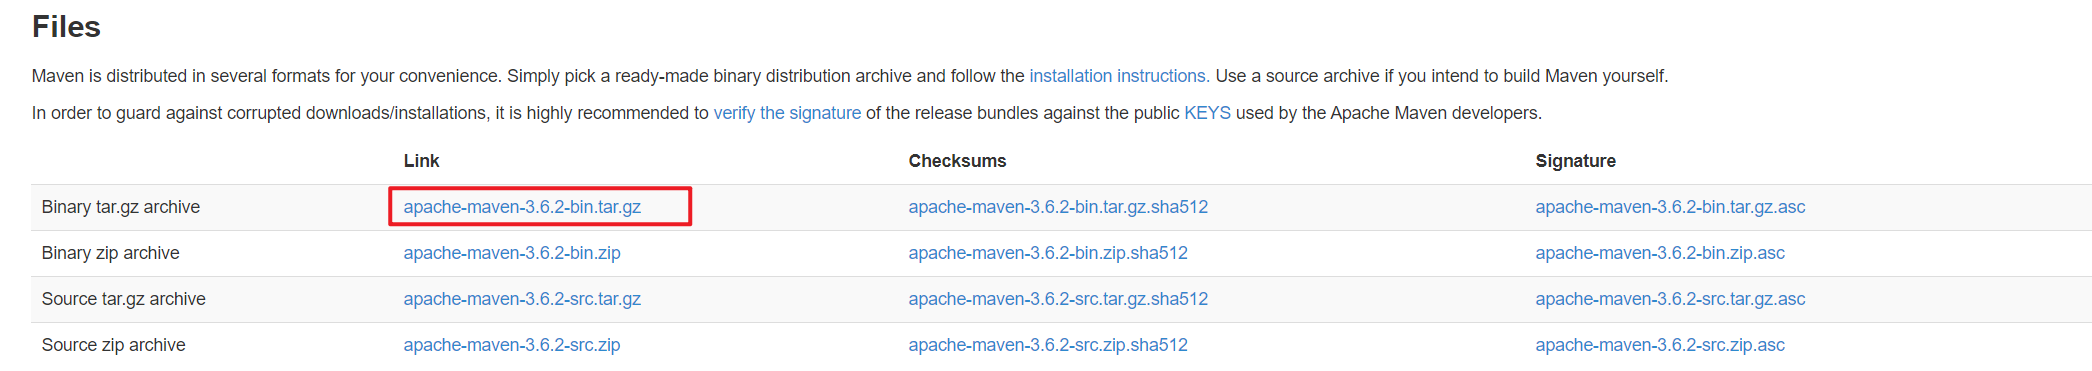 Files
Maven is distributed in several formats for your convenience. Simply pick a ready-made binary distribution archive and follow the installation instructions. Use a source archive if you intend to build Maven yourself.
In order to guard against corrupted downloads/installations, it is highly recommended to verify the signature of the release bundles against the public KEYS used by the Apache Maven developers.
Link Checksums Signature
Binary tar.gz archive apache-maven-3.6.2-bin.tar.gz apache-maven-3.6.2-bin.tar.gz.sha512 apache-maven-3.6.2-bin.tar.gz.asc
Binary zip archive apache-maven-3.6.2-bin.zip apache-maven-3.6.2-bin.zip.sha512 apache-maven-3.6.2-bin.zip.asc
Source tar.gz archive apache-maven-3.6.2-src.tar.gz apache-maven-3.6.2-src.tar.gz.sha512 apache-maven-3.6.2-src.tar.gz.asc
Source zip archive apache-maven-3.6.2-src.zip apache-maven-3.6.2-src.zip.sha512 apache-maven-3.6.2-src.zip.asc